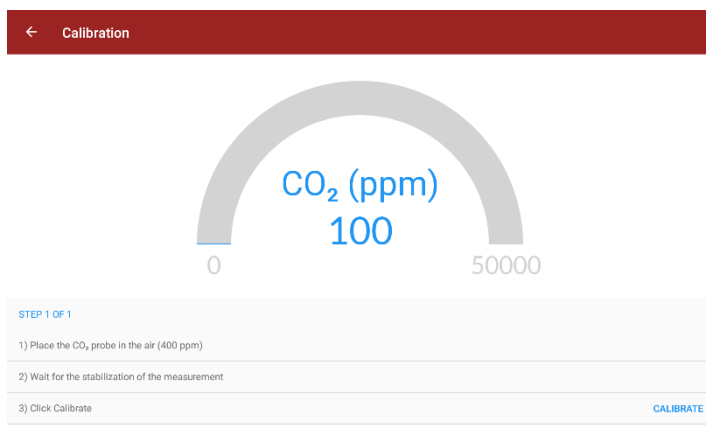 Calibration
CO₂ (ppm)
100
0 50000
STEP 1 OF 1
1) Place the CO₂ probe in the air (400 ppm)
2) Wait for the stabilization of the measurement
3) Click Calibrate CALIBRATE